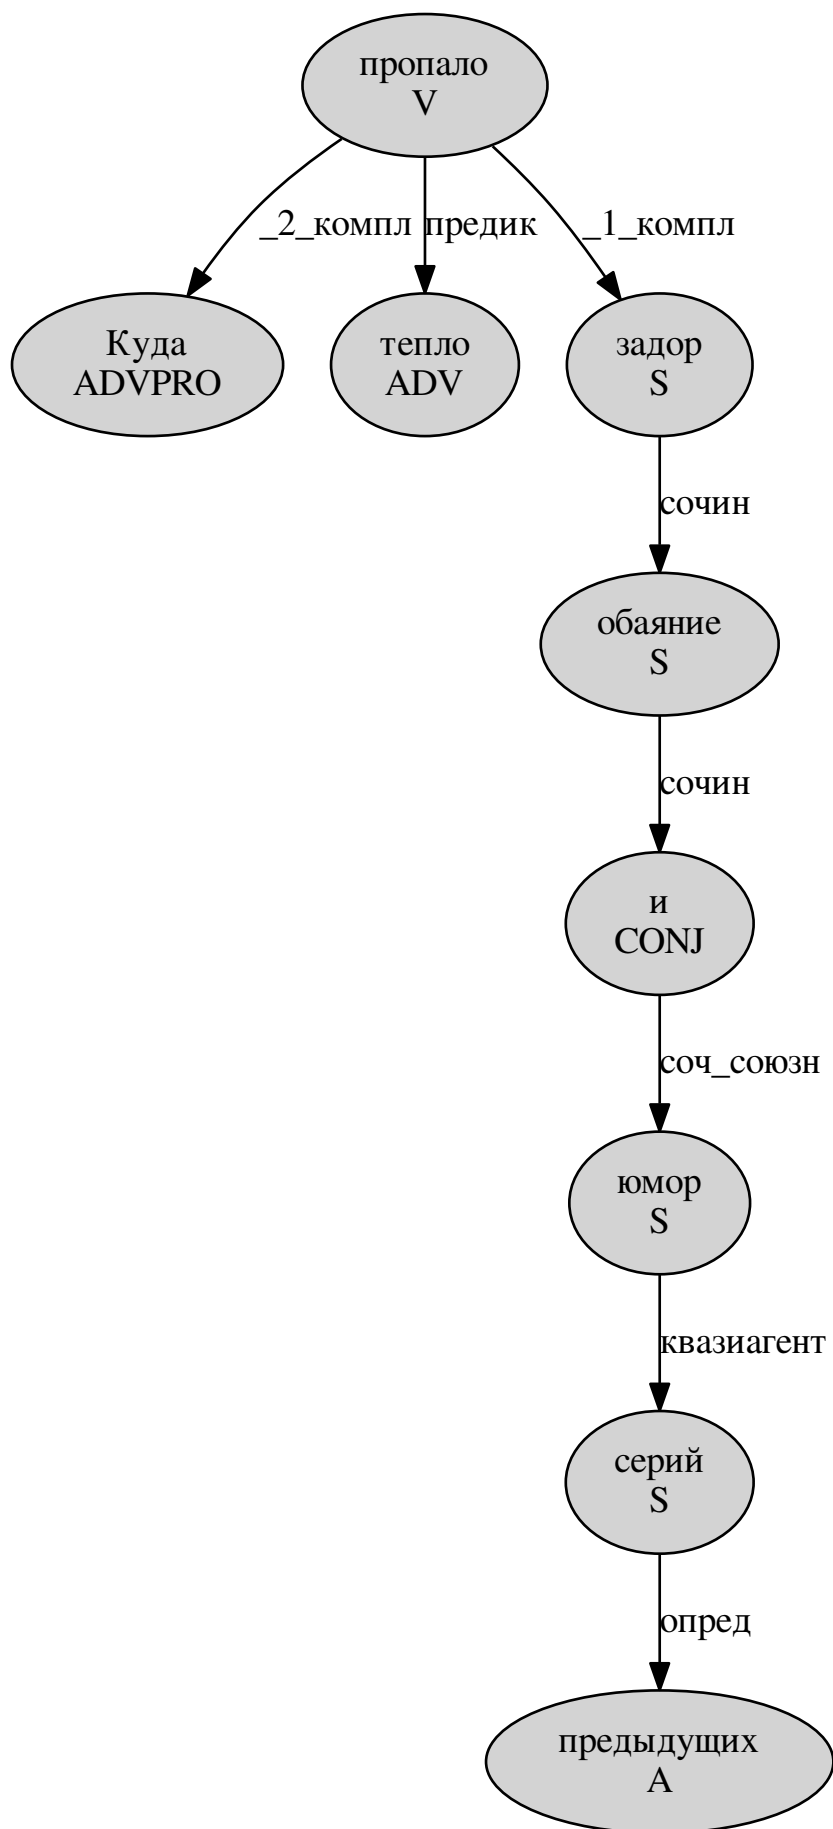 пропало
V
_2_компл
предик
_1_компл
Куда
ADVPRO
тепло
ADV
задор
S
сочин
обаяние
S
сочин
и
CONJ
соч_союзн
юмор
S
квазиагент
серий
S
опред
предыдущих
A